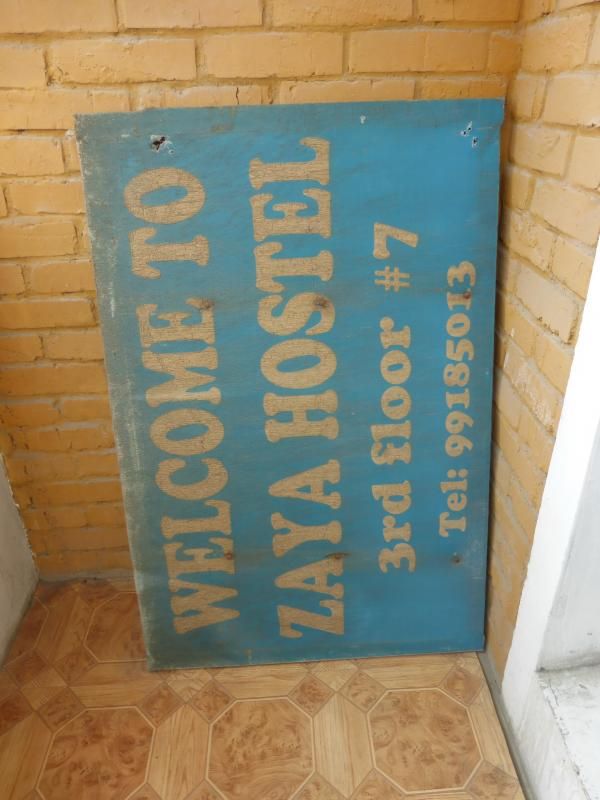 WELCOME TO
ZAYA HOSTEL
3rd floor #7
Tel: 99185013